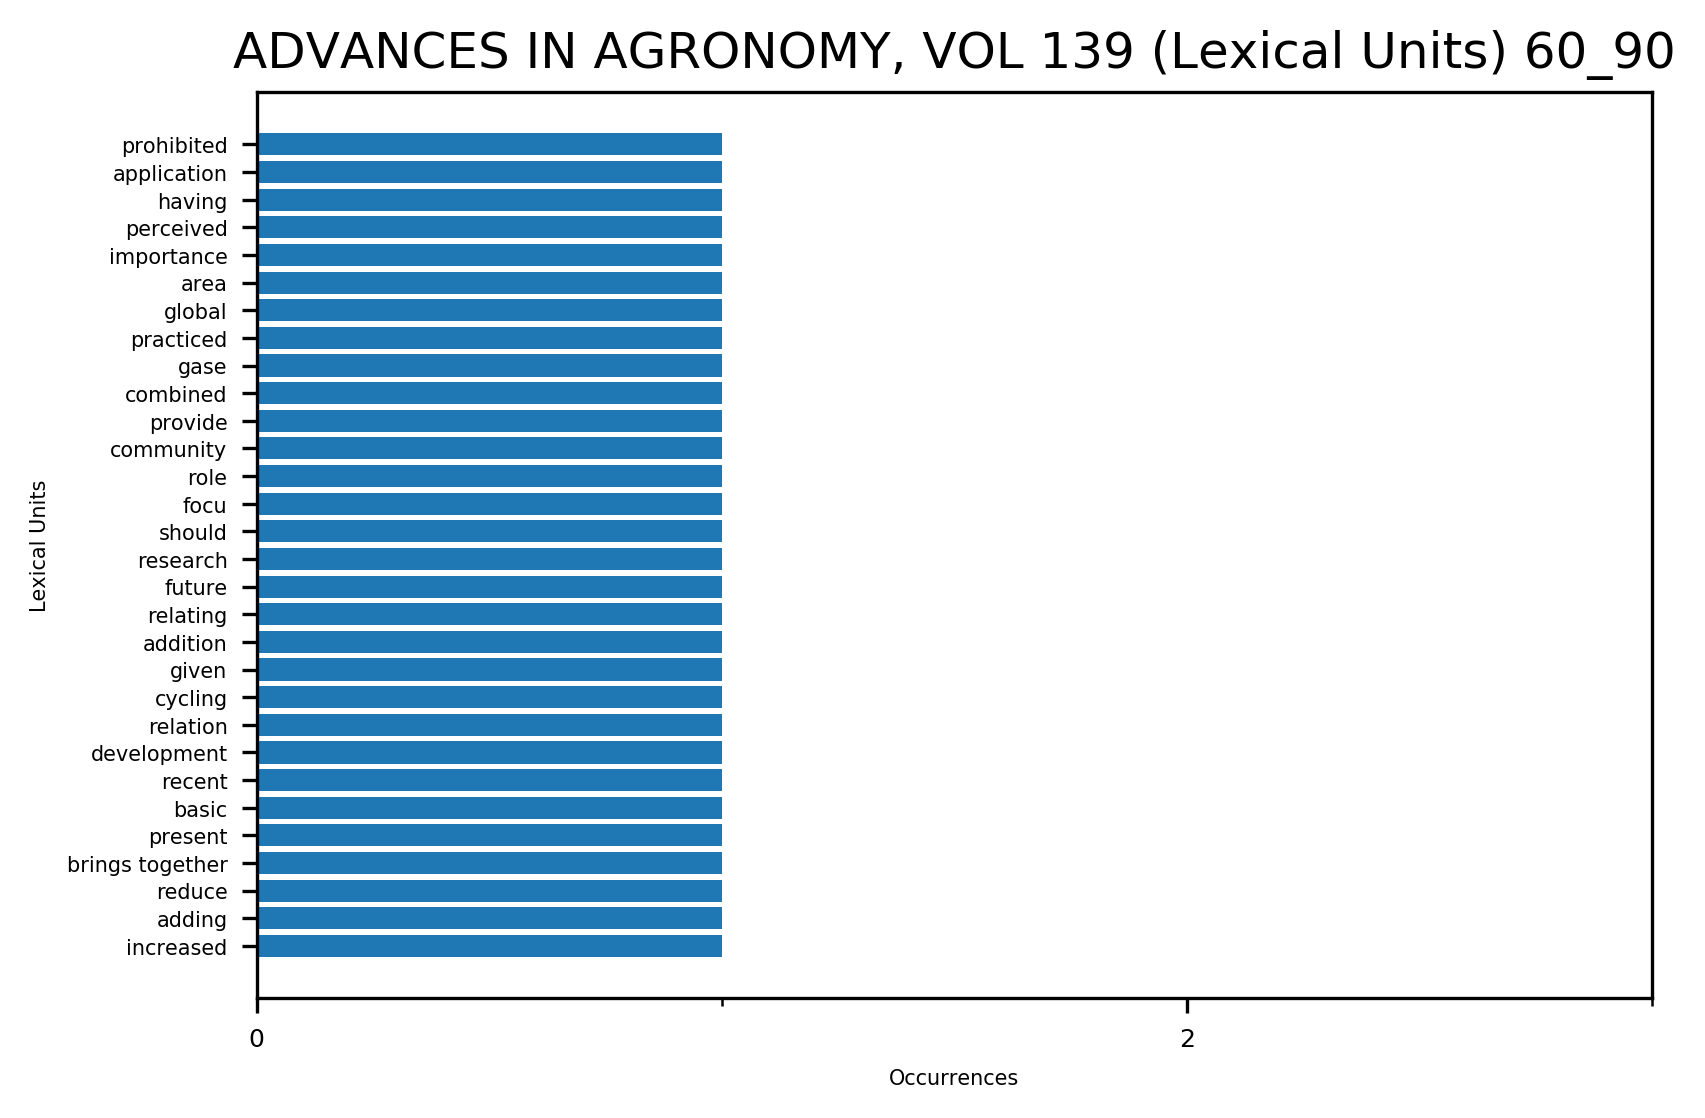 ADVANCES IN AGRONOMY, VOL 139 (Lexical Units) 60_90
prohibited
application
having
perceived
importance
area
global
practiced
gase
combined
provide
community
role
focu
should
research
future
relating
addition
given
cycling
relation
development
recent
basic
present
brings together
reduce
adding
increased
Lexical Units
0 2
Occurrences